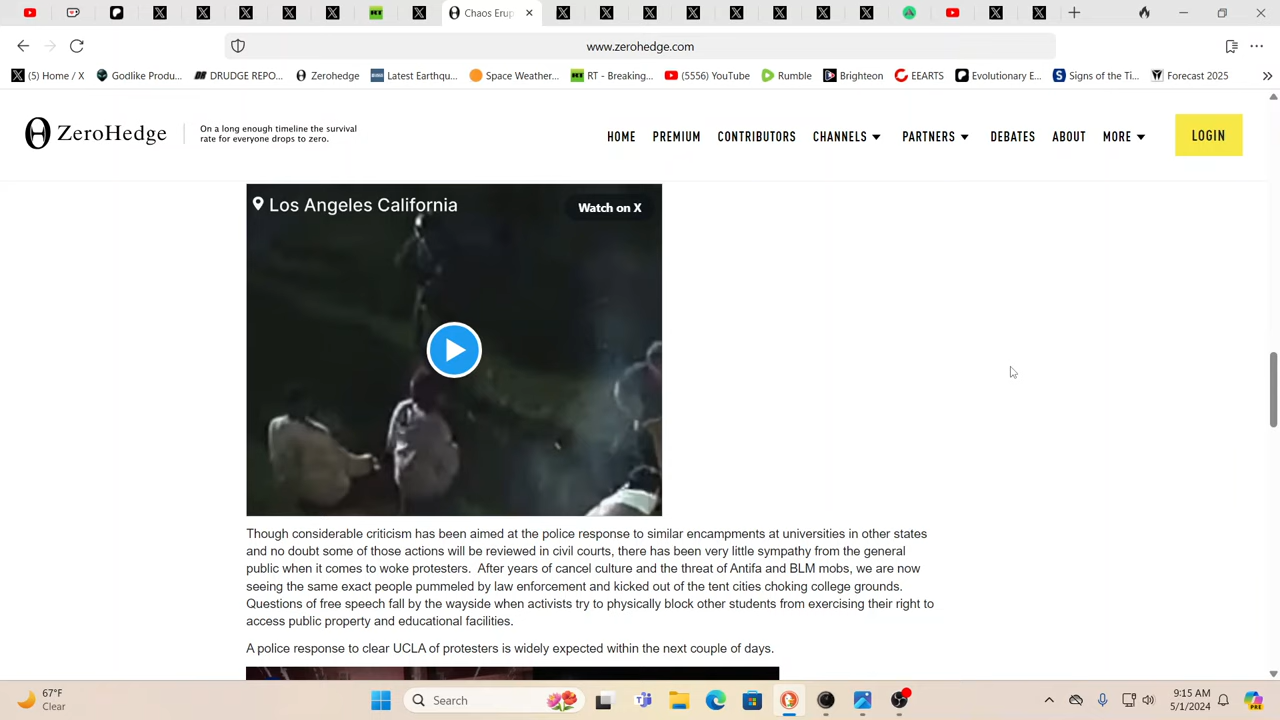 Chaos Erup
www.zerohedge.com
(5) Home / X
Godlike Produ...
DRUDGE REPO...
Zerohedge
Latest Earthqu...
Space Weather...
RT - Breaking...
(5556) YouTube
Rumble
Brighteon
EEARTS
Evolutionary E...
Signs of the Ti...
Forecast 2025
ZeroHedge
On a long enough timeline the survival
rate for everyone drops to zero.
HOME
PREMIUM
CONTRIBUTORS
CHANNELS
PARTNERS
DEBATES
ABOUT
MORE
LOGIN
Los Angeles California
Watch on X
Though considerable criticism has been aimed at the police response to similar encampments at universities in other states
and no doubt some of those actions will be reviewed in civil courts, there has been very little sympathy from the general
public when it comes to woke protesters.  After years of cancel culture and the threat of Antifa and BLM mobs, we are now
seeing the same exact people pummeled by law enforcement and kicked out of the tent cities choking college grounds.
Questions of free speech fall by the wayside when activists try to physically block other students from exercising their right to
access public property and educational facilities.
A police response to clear UCLA of protesters is widely expected within the next couple of days.
67°F
Clear
Search
9:15 AM
5/1/2024